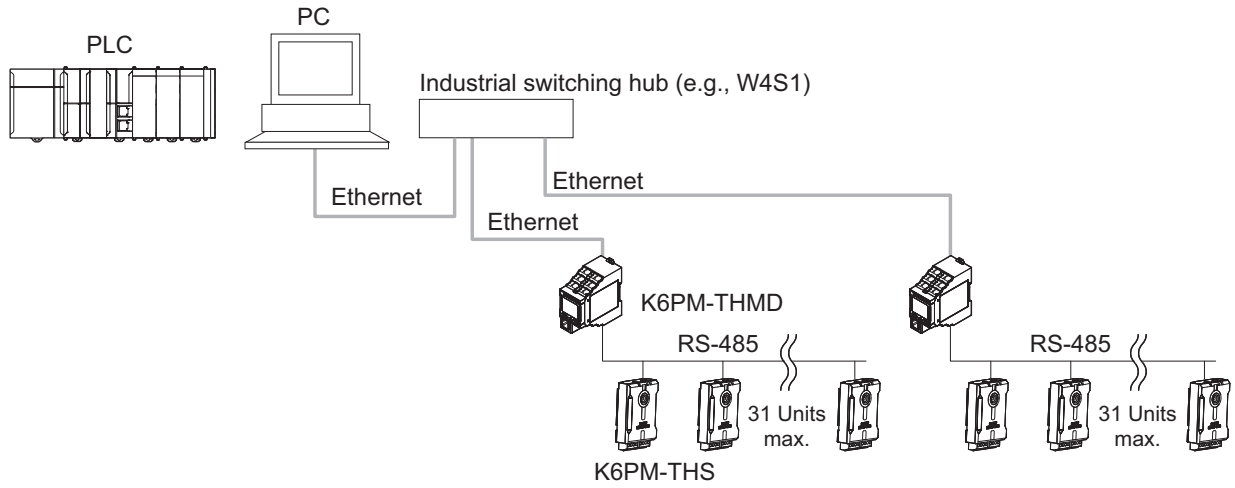 PC
PLC
Industrial switching hub (e.g., W4S1)
Ethernet
Ethernet
Ethernet
K6PM-THMD
RS-485
RS-485
31 Units
max.
31 Units
max.
K6PM-THS